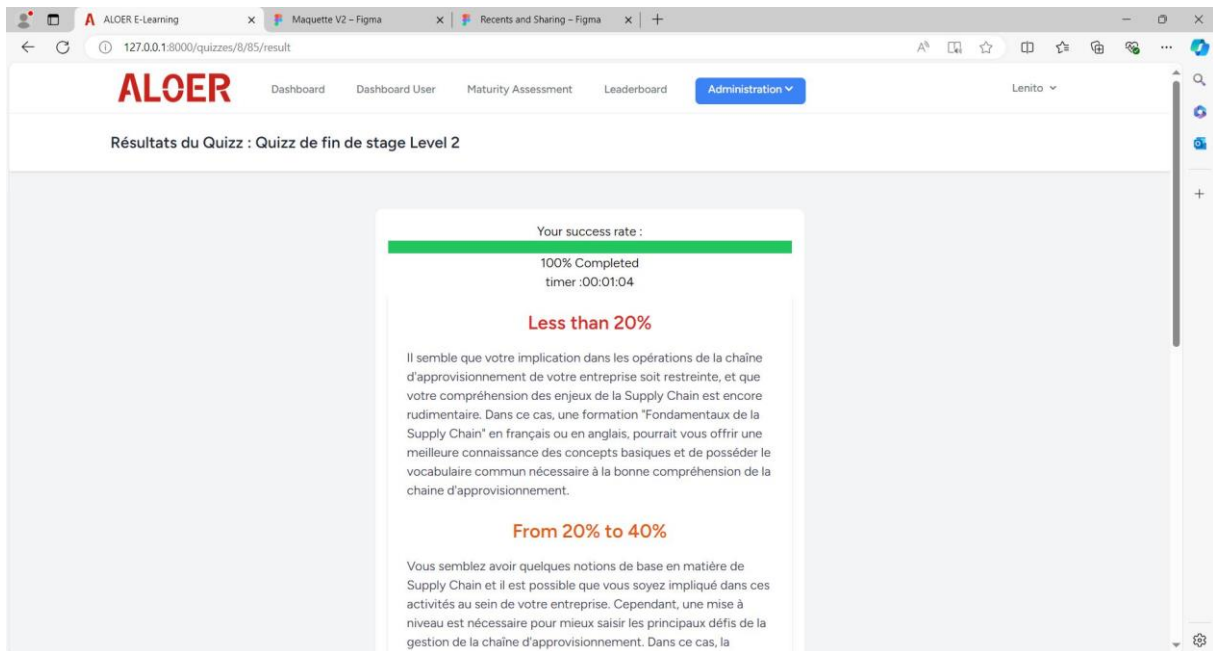 ALOER E-Learning
Maquette V2 – Figma
Recents and Sharing – Figma
127.0.0.1:8000/quizzes/8/85/result
ALOER
Dashboard
Dashboard User
Maturity Assessment
Leaderboard
Administration
Lenito
Résultats du Quizz : Quizz de fin de stage Level 2
Your success rate :
100% Completed
timer :00:01:04
Less than 20%
Il semble que votre implication dans les opérations de la chaîne
d'approvisionnement de votre entreprise soit restreinte, et que
votre compréhension des enjeux de la Supply Chain est encore
rudimentaire. Dans ce cas, une formation "Fondamentaux de la
Supply Chain" en français ou en anglais, pourrait vous offrir une
meilleure connaissance des concepts basiques et de posséder le
vocabulaire commun nécessaire à la bonne compréhension de la
chaine d'approvisionnement.
From 20% to 40%
Vous semblez avoir quelques notions de base en matière de
Supply Chain et il est possible que vous soyez impliqué dans ces
activités au sein de votre entreprise. Cependant, une mise à
niveau est nécessaire pour mieux saisir les principaux défis de la
gestion de la chaîne d'approvisionnement. Dans ce cas, la